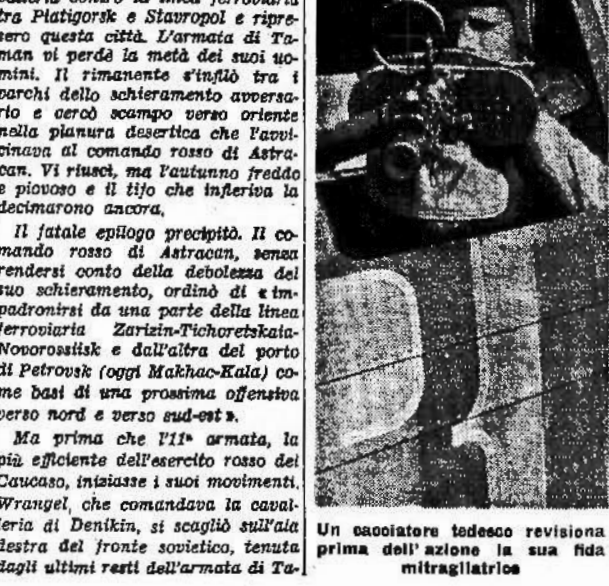 contro la linea ferroviaria
tra Piatigorsk e Stavropol e ripre-
sero questa città. L'armata di Ta-
man vi perdè la metà dei suoi uo-
mini. Il rimanente s'infilò tra i
varchi dello schieramento avversa-
rio e cercò scampo verso oriente
nella pianura desertica che l'avvi-
cinava al comando rosso di Astra-
can. Vi riuscì, ma l'autunno freddo
e piovoso e il tifo che infieriva la
decimarono ancora.
Il fatale epilogo precipitò. Il co-
mando rosso di Astracan, senza
rendersi conto della debolezza del
suo schieramento, ordinò di « im-
padronirsi da una parte della linea
ferroviaria Zarizin-Tichoretskaia-
Novorossiisk e dall'altra del porto
di Petrovsk (oggi Makhac-Kala) co-
me basi di una prossima offensiva
verso nord e verso sud-est ».
Ma prima che l'11ª armata, la
più efficiente dell'esercito rosso del
Caucaso, iniziasse i suoi movimenti,
Wrangel, che comandava la caval-
leria di Denikin, si scagliò sull'ala
destra del fronte sovietico, tenuta
dagli ultimi resti dell'armata di Ta-
Un cacciatore tedesco revisiona
prima dell'azione la sua fida
mitragliatrice